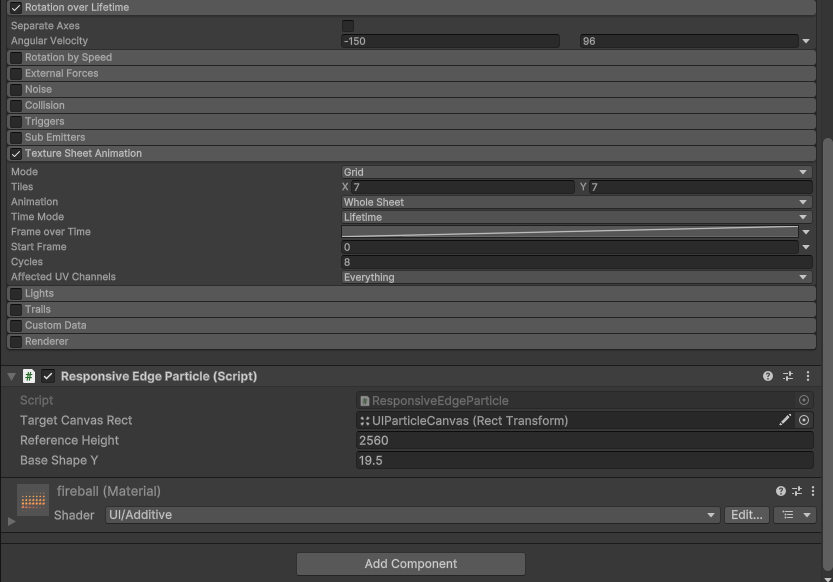 Rotation over Lifetime
Separate Axes
Angular Velocity -150 96
Rotation by Speed
External Forces
Noise
Collision
Triggers
Sub Emitters
Texture Sheet Animation
Mode Grid
Tiles X 7 Y 7
Animation Whole Sheet
Time Mode Lifetime
Frame over Time
Start Frame 0
Cycles 8
Affected UV Channels Everything
Lights
Trails
Custom Data
Renderer
# Responsive Edge Particle (Script)
Script # ResponsiveEdgeParticle
Target Canvas Rect UIParticleCanvas (Rect Transform)
Reference Height 2560
Base Shape Y 19.5
fireball (Material)
Shader UI/Additive Edit...
Add Component